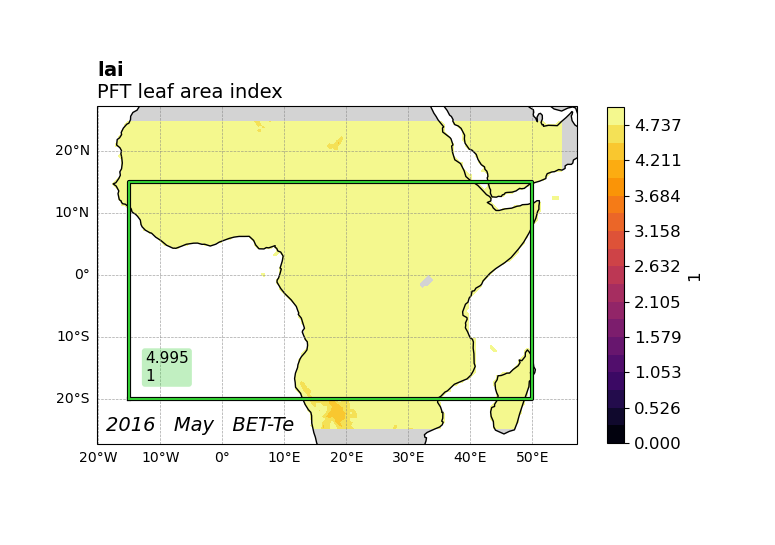 lai
PFT leaf area index
20°N
10°N
0°
10°S
20°S
20°W
10°W
0°
10°E
20°E
30°E
40°E
50°E
4.995
1
2016 May BET-Te
4.737
4.211
3.684
3.158
2.632
2.105
1.579
1.053
0.526
0.000
1